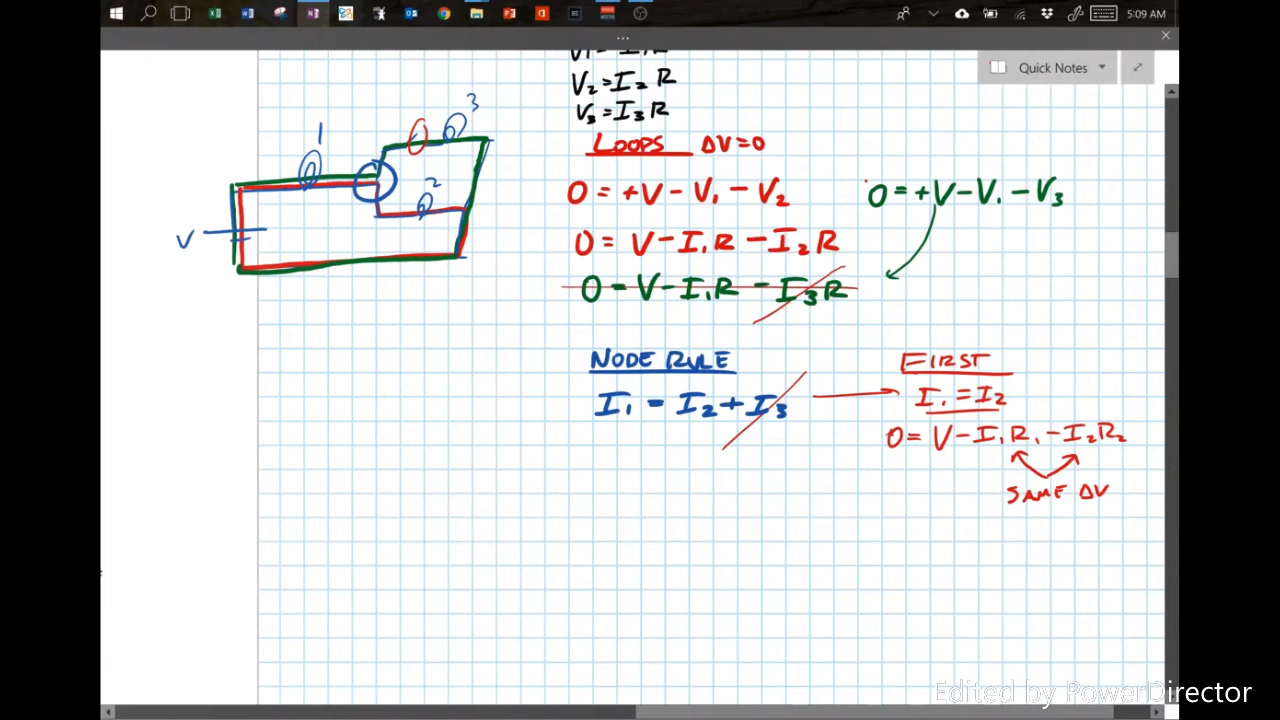 5:09 AM
Quick Notes
V₂=I₂ R
V₃=I₃ R
LOOPS ΔV=0
0 = +V - V₁ - V₂
0 = +V - V₁ - V₃
0 = V - I₁R - I₂R
0 = V - I₁R - I₃R
1
2
3
V
NODE RULE
I₁ = I₂ + I₃
FIRST
I₁ = I₂
0 = V - I₁R₁ - I₂R₂
SAME ΔV
Edited by PowerDirector